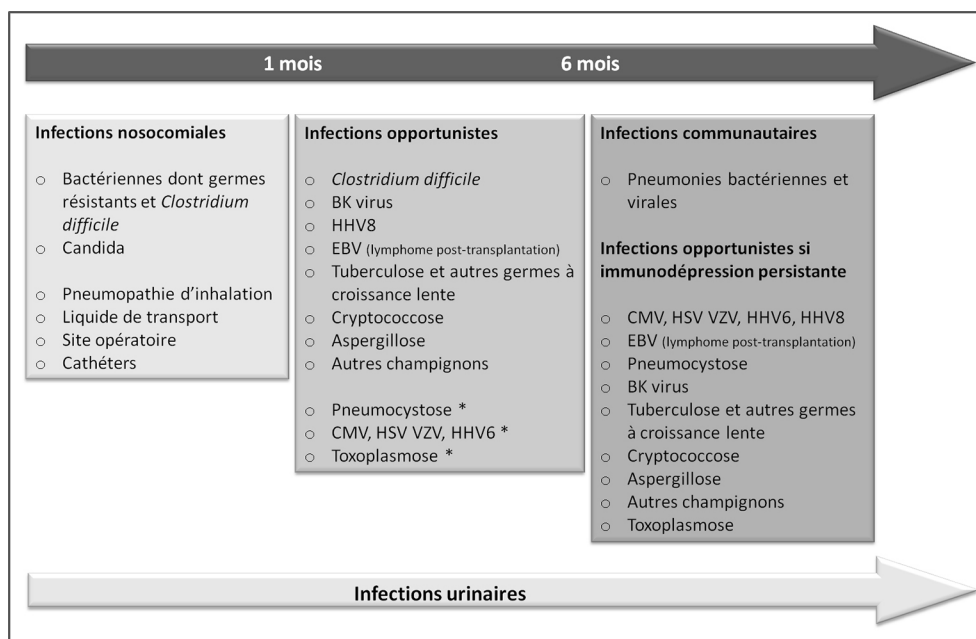 1 mois
6 mois
Infections nosocomiales
○ Bactériennes dont germes
résistants et Clostridium
difficile
○ Candida
○ Pneumopathie d’inhalation
○ Liquide de transport
○ Site opératoire
○ Cathéters
Infections opportunistes
○ Clostridium difficile
○ BK virus
○ HHV8
○ EBV (lymphome post-transplantation)
○ Tuberculose et autres germes à
croissance lente
○ Cryptococcose
○ Aspergillose
○ Autres champignons
○ Pneumocystose *
○ CMV, HSV VZV, HHV6 *
○ Toxoplasmose *
Infections communautaires
○ Pneumonies bactériennes et
virales
Infections opportunistes si
immunodépression persistante
○ CMV, HSV VZV, HHV6, HHV8
○ EBV (lymphome post-transplantation)
○ Pneumocystose
○ BK virus
○ Tuberculose et autres germes
à croissance lente
○ Cryptococcose
○ Aspergillose
○ Autres champignons
○ Toxoplasmose
Infections urinaires